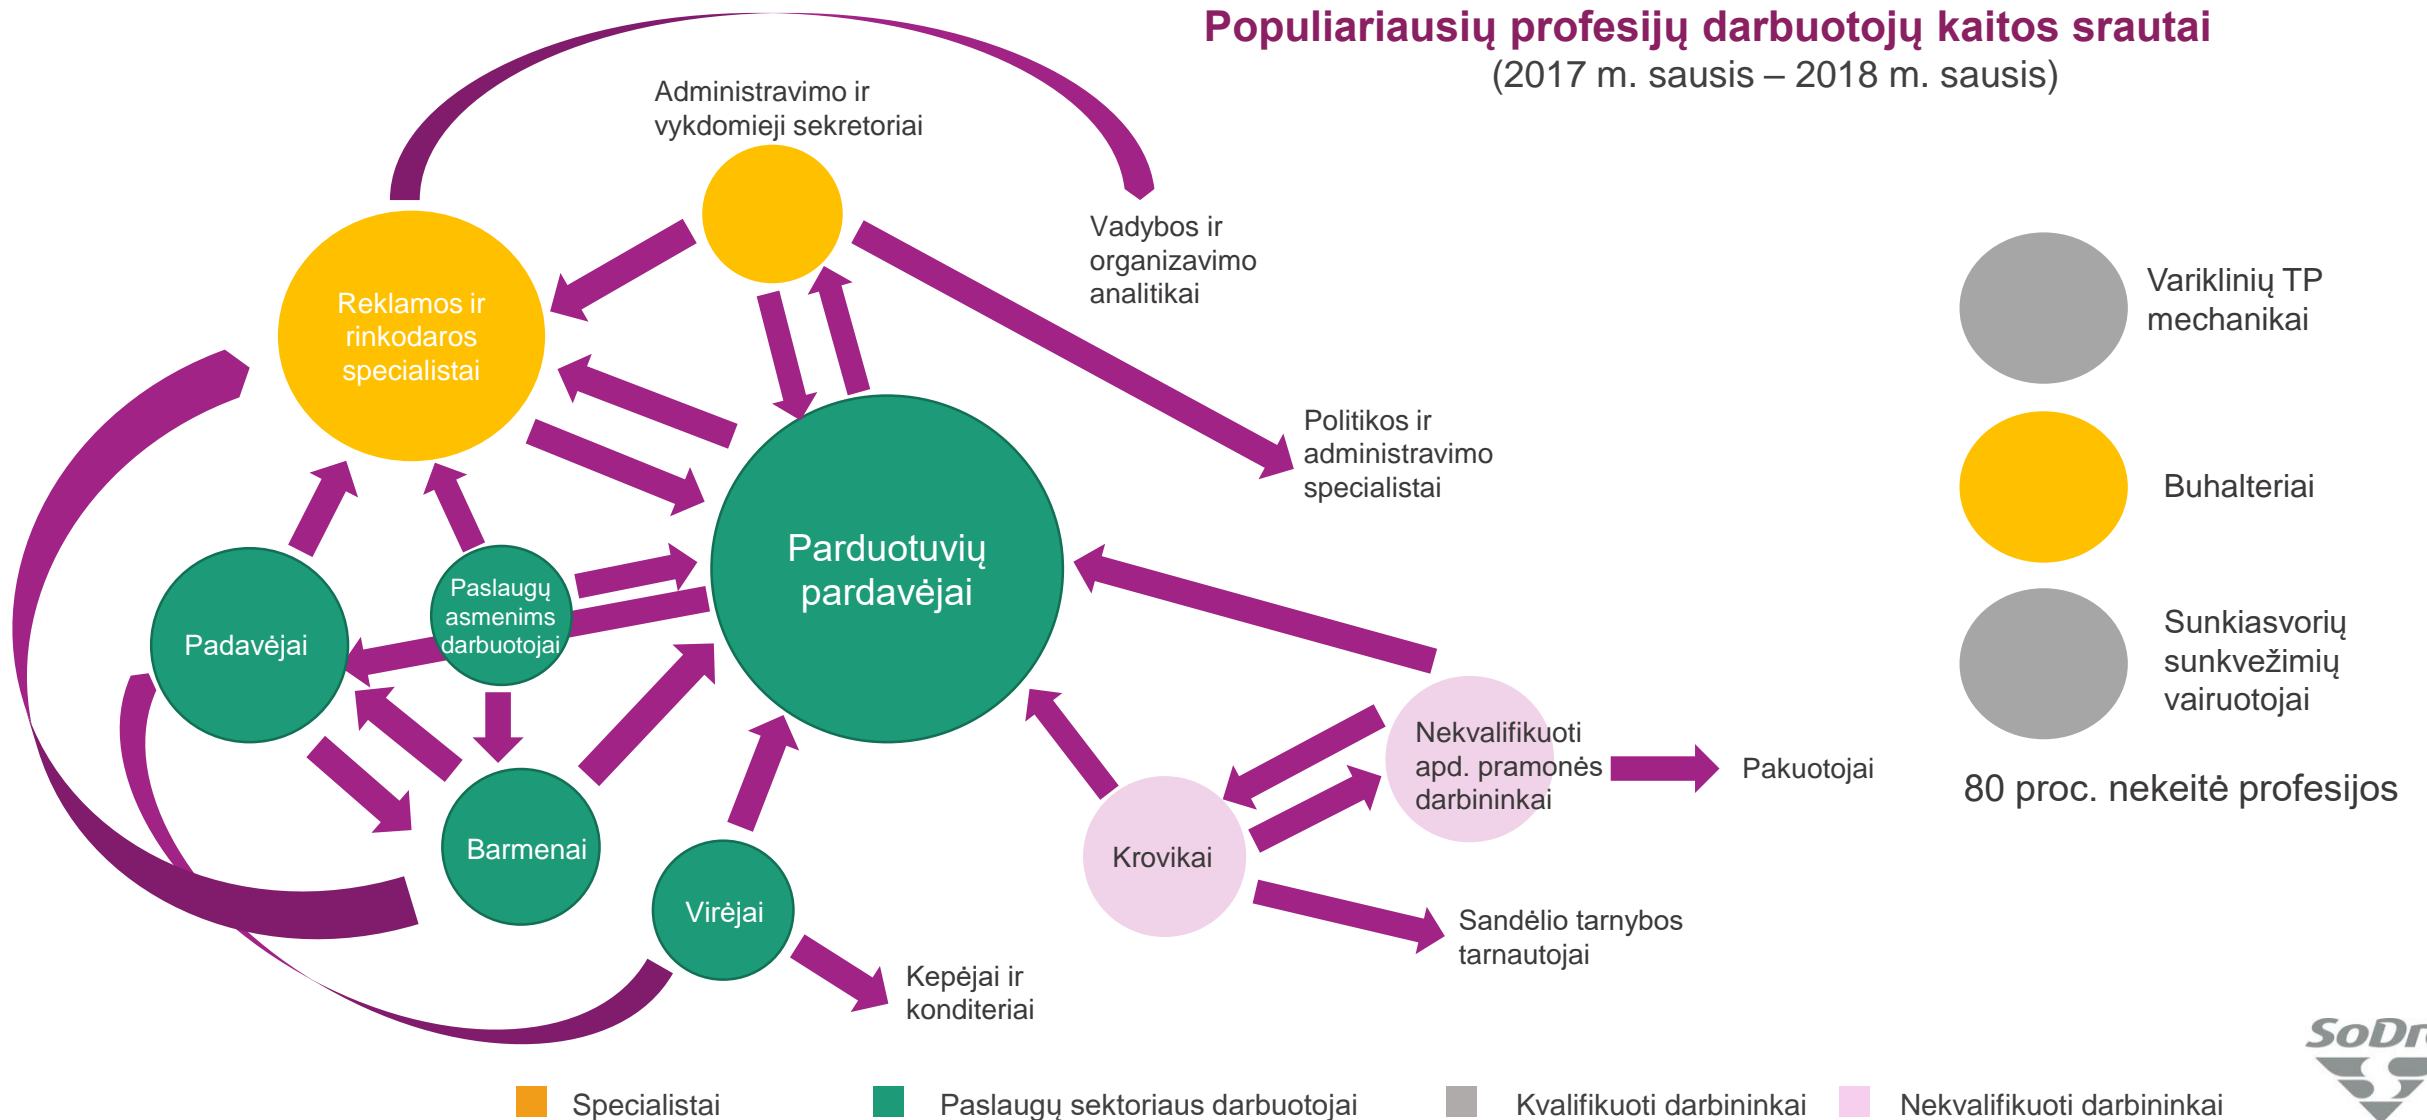 Populiariausių profesijų darbuotojų kaitos srautai
(2017 m. sausis – 2018 m. sausis)
Administravimo ir
vykdomieji sekretoriai
Reklamos ir
rinkodaros
specialistai
Vadybos ir
organizavimo
analitikai
Politikos ir
administravimo
specialistai
Parduotuvių
pardavėjai
Padavėjai
Paslaugų
asmenims
darbuotojai
Barmenai
Virėjai
Kepėjai ir
konditeriai
Krovikai
Nekvalifikuoti
apd. pramonės
darbininkai
Pakuotojai
Sandėlio tarnybos
tarnautojai
Variklinių TP
mechanikai
Buhalteriai
Sunkiasvorių
sunkvežimių
vairuotojai
80 proc. nekeitė profesijos
Specialistai
Paslaugų sektoriaus darbuotojai
Kvalifikuoti darbininkai
Nekvalifikuoti darbininkai